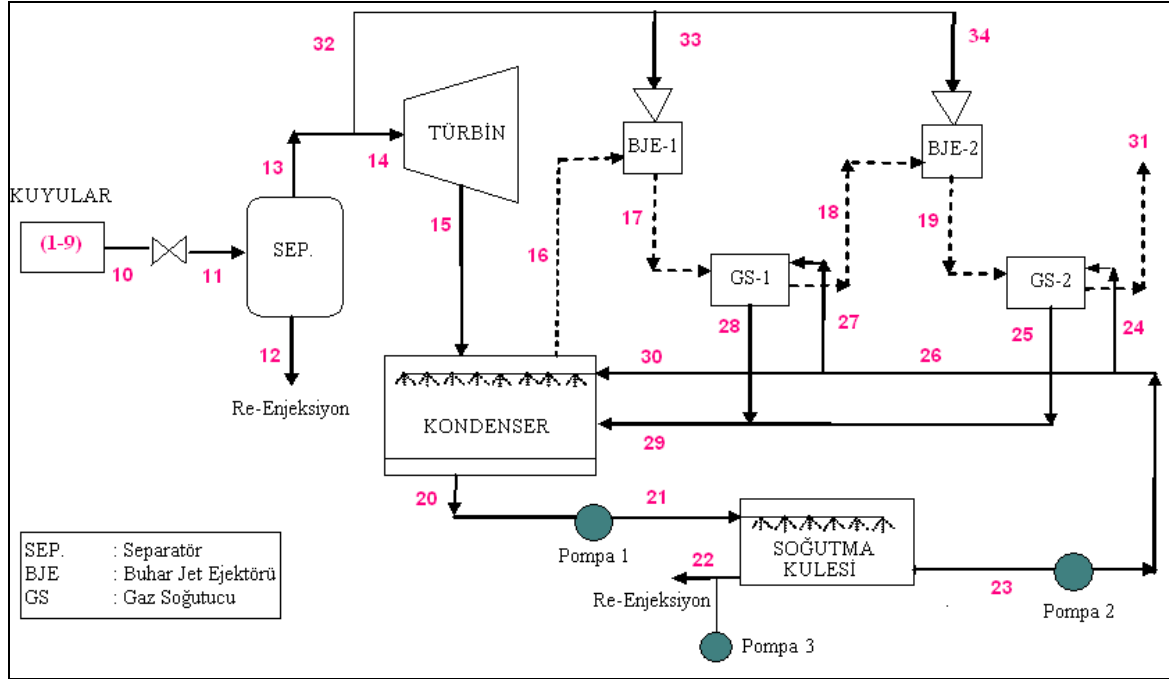 32
33
34
TÜRBİN
BJE-1
BJE-2
31
13
14
KUYULAR
(1-9)
10
11
SEP.
15
16
17
18
19
GS-1
GS-2
12
28
27
26
25
24
30
Re-Enjeksiyon
KONDENSER
29
20
21
SOĞUTMA
KULESİ
Pompa 1
22
23
Re-Enjeksiyon
Pompa 2
Pompa 3
SEP. : Separatör
BJE : Buhar Jet Ejektörü
GS : Gaz Soğutucu